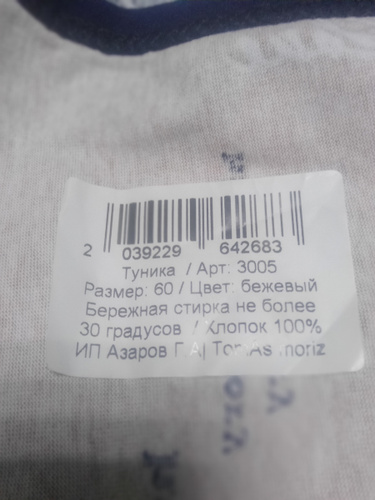 2 039229 642683
Туника / Арт: 3005
Размер: 60 / Цвет: бежевый
Бережная стирка не более
30 градусов / Хлопок 100%
ИП Азаров Г moriz